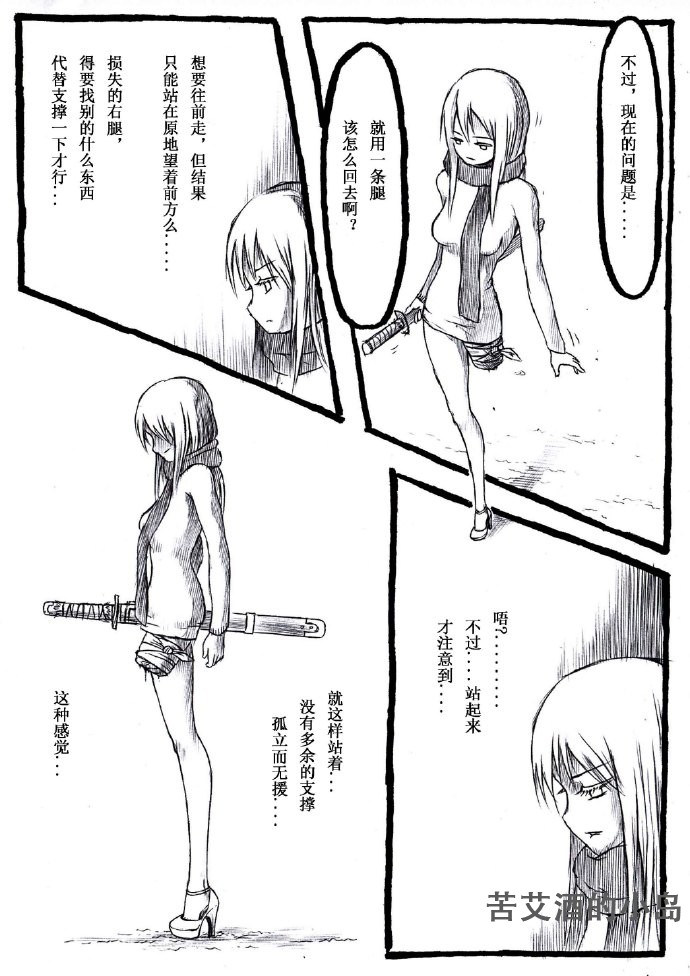 不过，现在的问题是......
就用一条腿
该怎么回去啊？
想要往前走，但结果
只能站在原地望着前方么.....
损失的右腿，
得要找别的什么东西
代替支撑一下才行...
唔?.........
不过....站起来
才注意到....
就这样站着...
没有多余的支撑
孤立而无援....
这种感觉...
苦艾酒的小岛